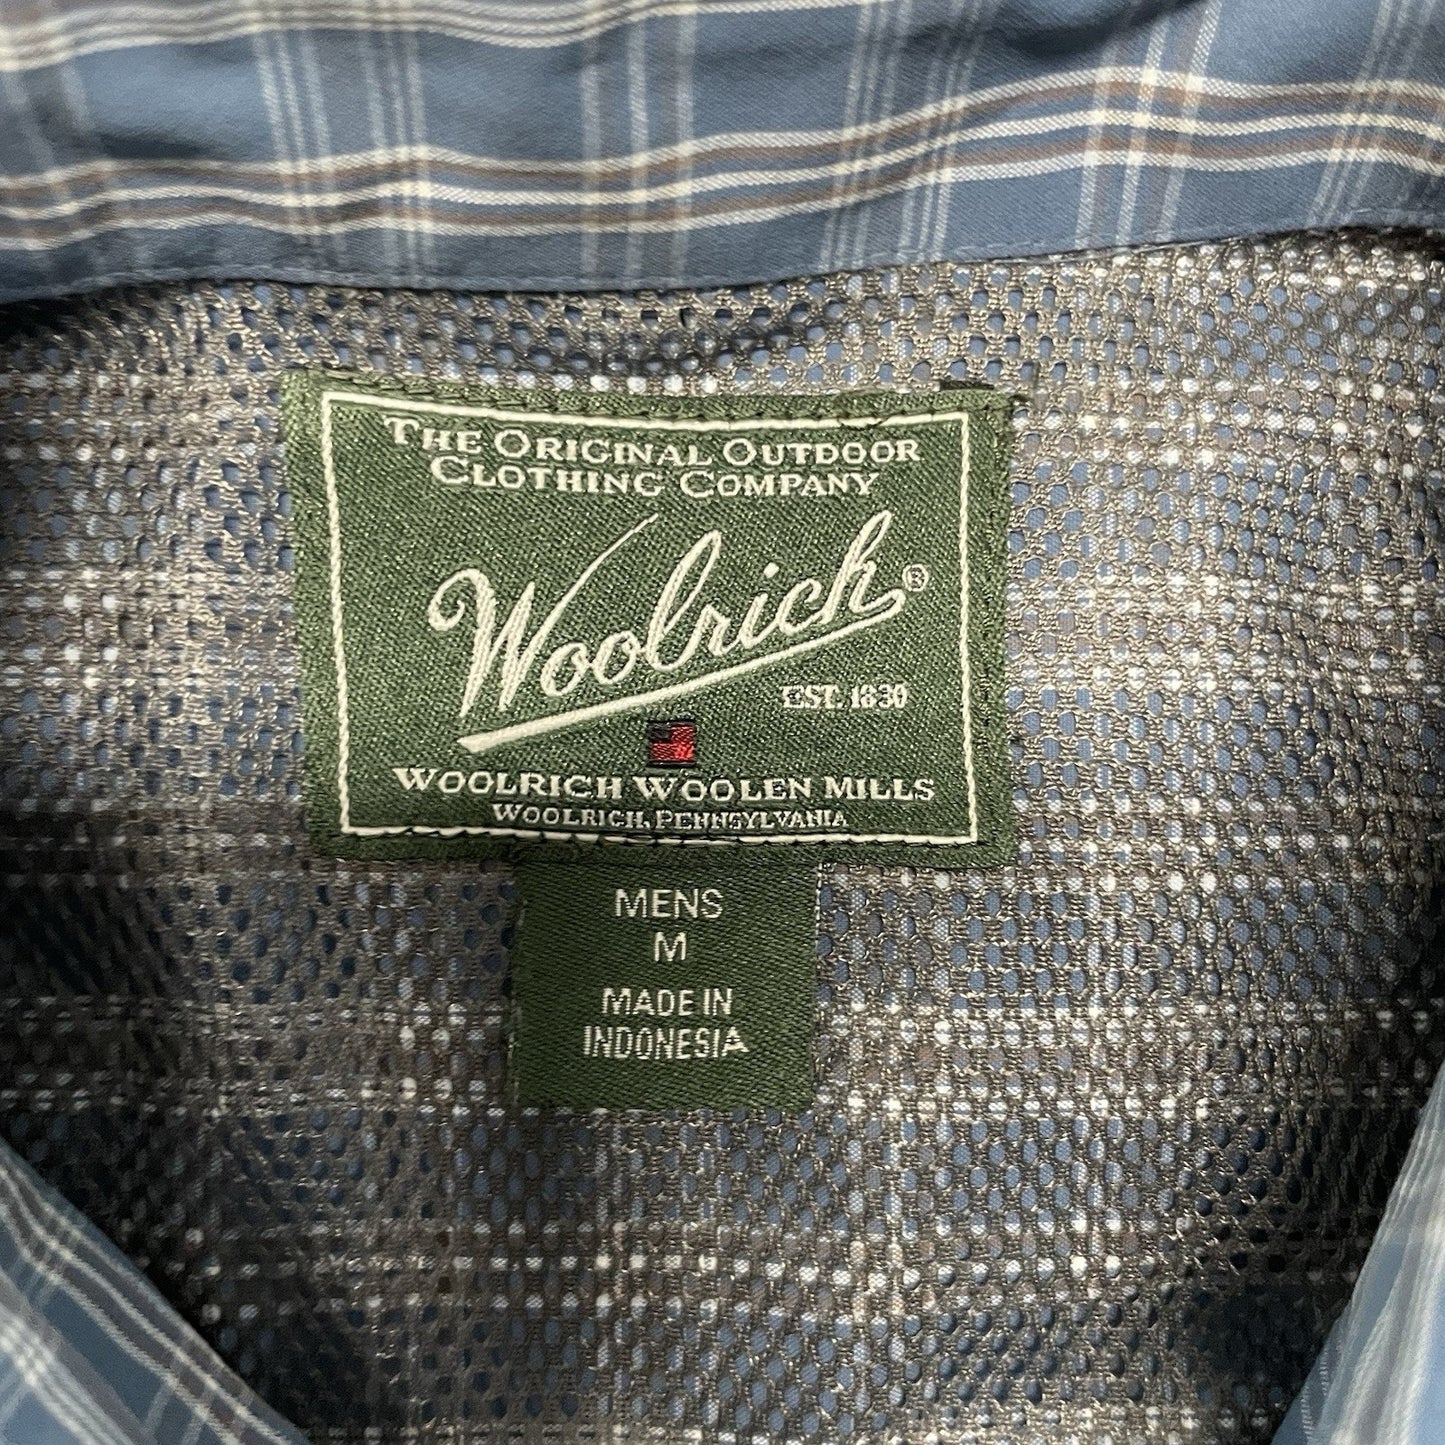 THE ORIGINAL OUTDOOR
CLOTHING COMPANY
Woolrich®
EST. 1830
WOOLRICH WOOLEN MILLS
WOOLRICH, PENNSYLVANIA
MENS
M
MADE IN
INDONESIA